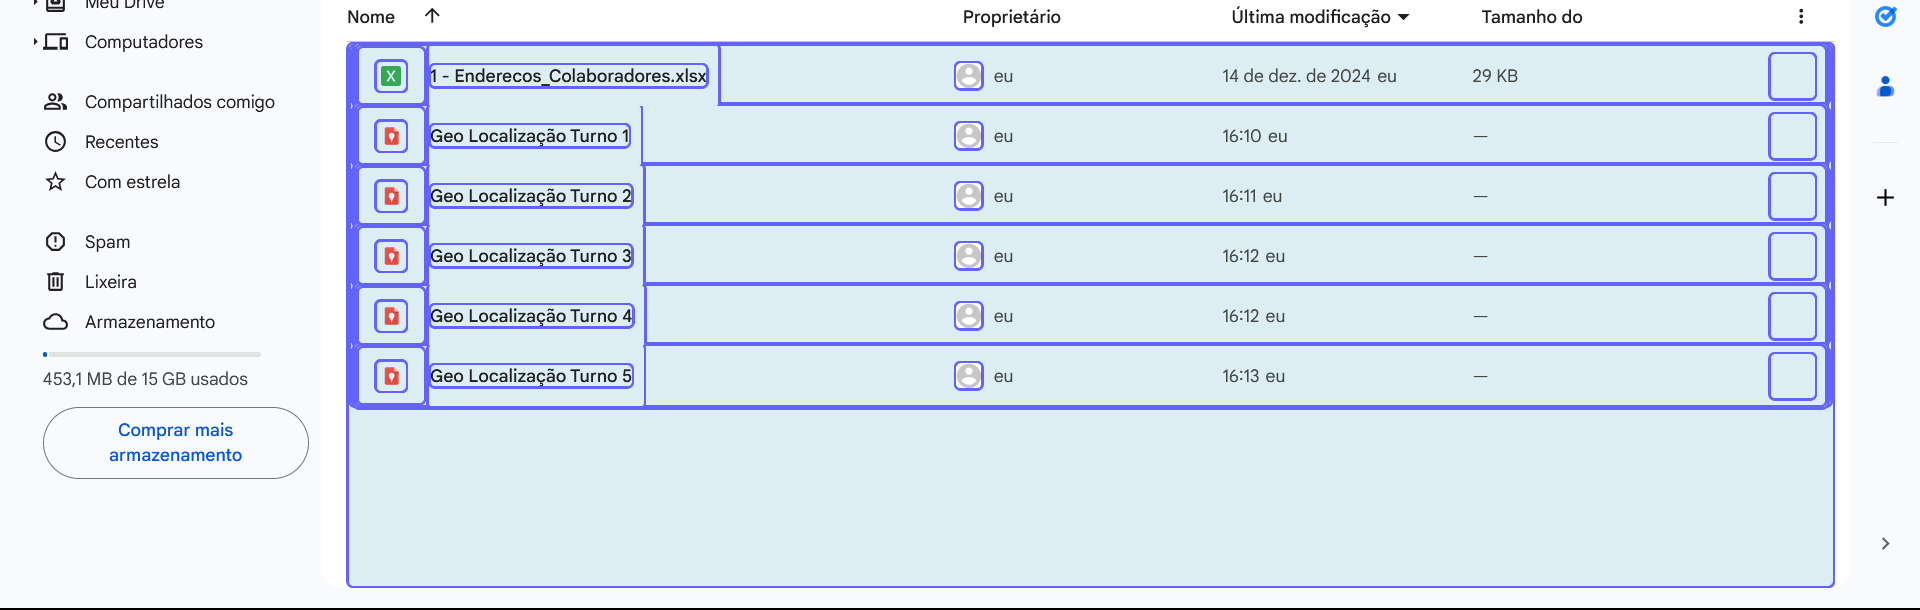 Meu Drive
Computadores
Compartilhados comigo
Recentes
Com estrela
Spam
Lixeira
Armazenamento
453,1 MB de 15 GB usados
Comprar mais
armazenamento
Nome Proprietário Última modificação Tamanho do
X 1 - Enderecos_Colaboradores.xlsx eu 14 de dez. de 2024 eu 29 KB
Geo Localização Turno 1 eu 16:10 eu —
Geo Localização Turno 2 eu 16:11 eu —
Geo Localização Turno 3 eu 16:12 eu —
Geo Localização Turno 4 eu 16:12 eu —
Geo Localização Turno 5 eu 16:13 eu —